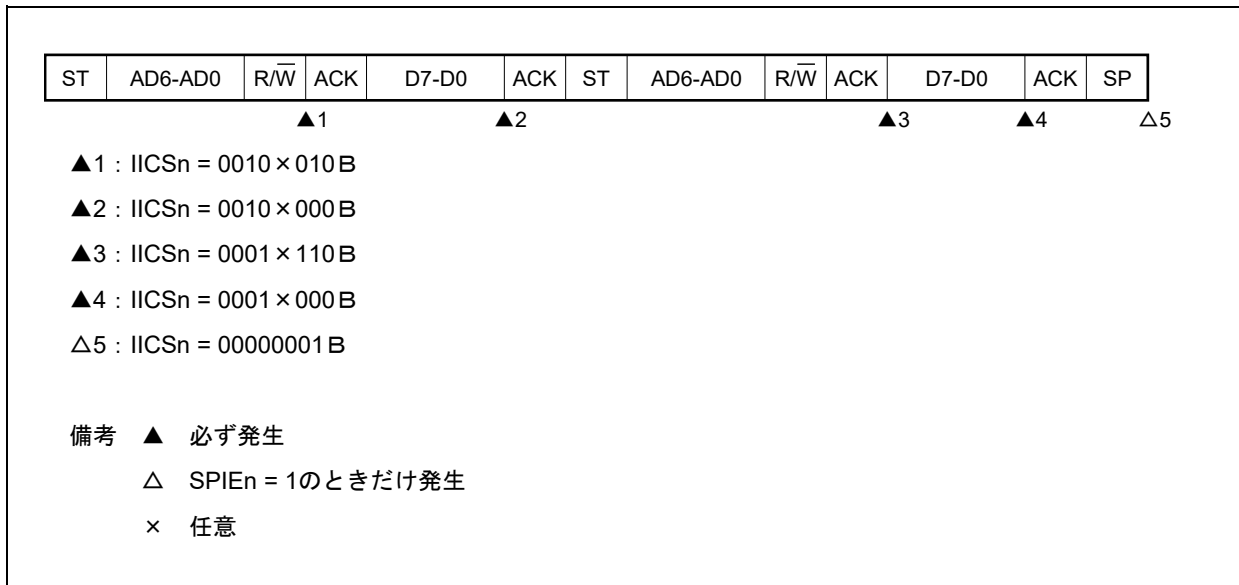 ST AD6-AD0 R/W̅ ACK D7-D0 ACK ST AD6-AD0 R/W̅ ACK D7-D0 ACK SP
▲1 ▲2 ▲3 ▲4 △5
▲1：IICSn = 0010×010B
▲2：IICSn = 0010×000B
▲3：IICSn = 0001×110B
▲4：IICSn = 0001×000B
△5：IICSn = 00000001B
備考 ▲ 必ず発生
△ SPIEn = 1のときだけ発生
× 任意